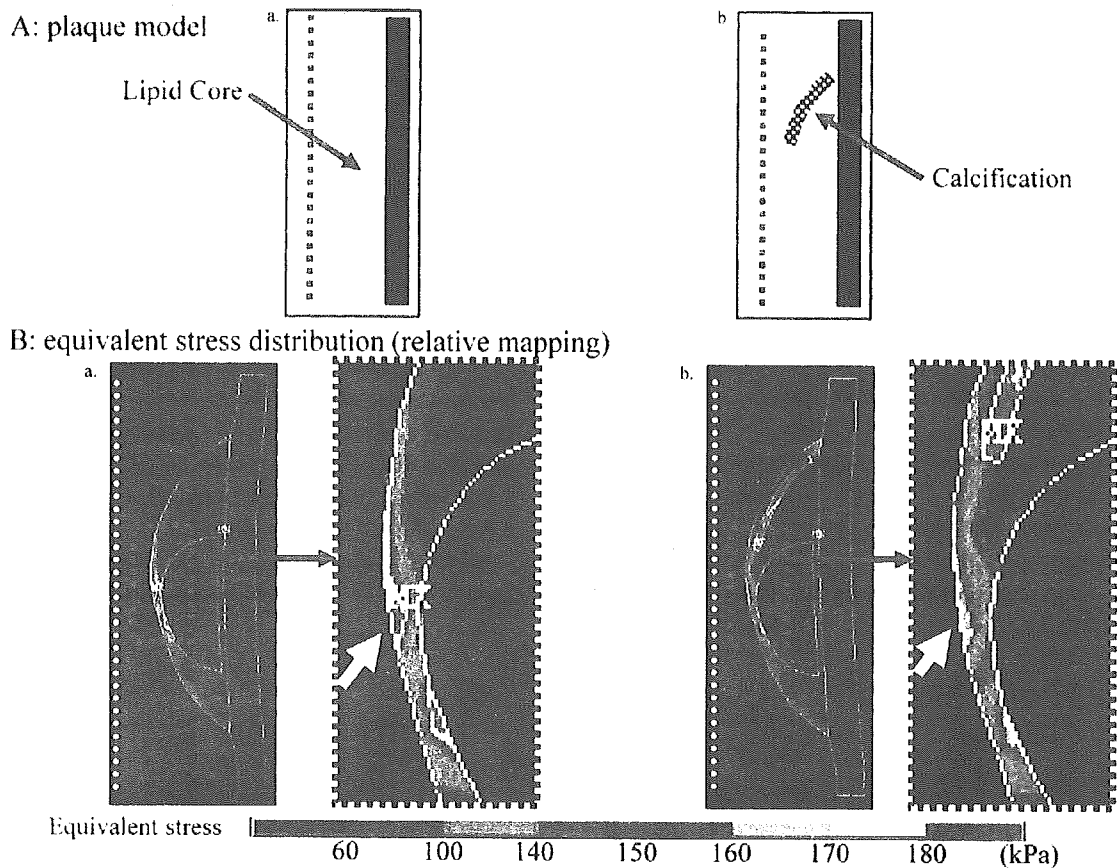 A: plaque model
a.
b
Lipid Core
Calcification
B: equivalent stress distribution (relative mapping)
a.
b.
Equivalent stress
60 100 140 150 160 170 180 (kPa)